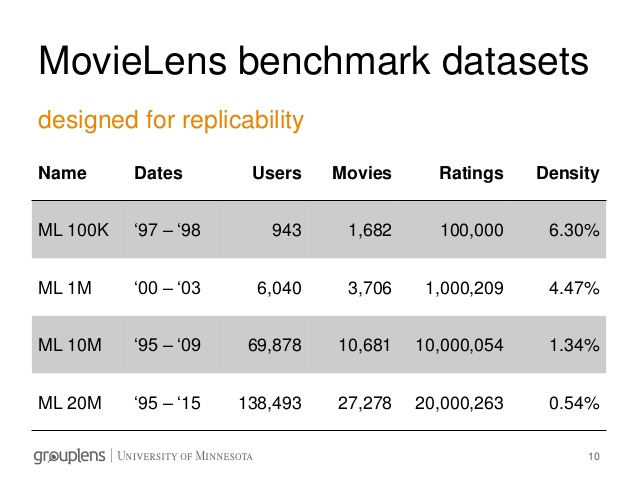 MovieLens benchmark datasets
designed for replicability
Name Dates Users Movies Ratings Density
ML 100K ‘97 – ‘98 943 1,682 100,000 6.30%
ML 1M ‘00 – ‘03 6,040 3,706 1,000,209 4.47%
ML 10M ‘95 – ‘09 69,878 10,681 10,000,054 1.34%
ML 20M ‘95 – ‘15 138,493 27,278 20,000,263 0.54%
grouplens | UNIVERSITY OF MINNESOTA 10